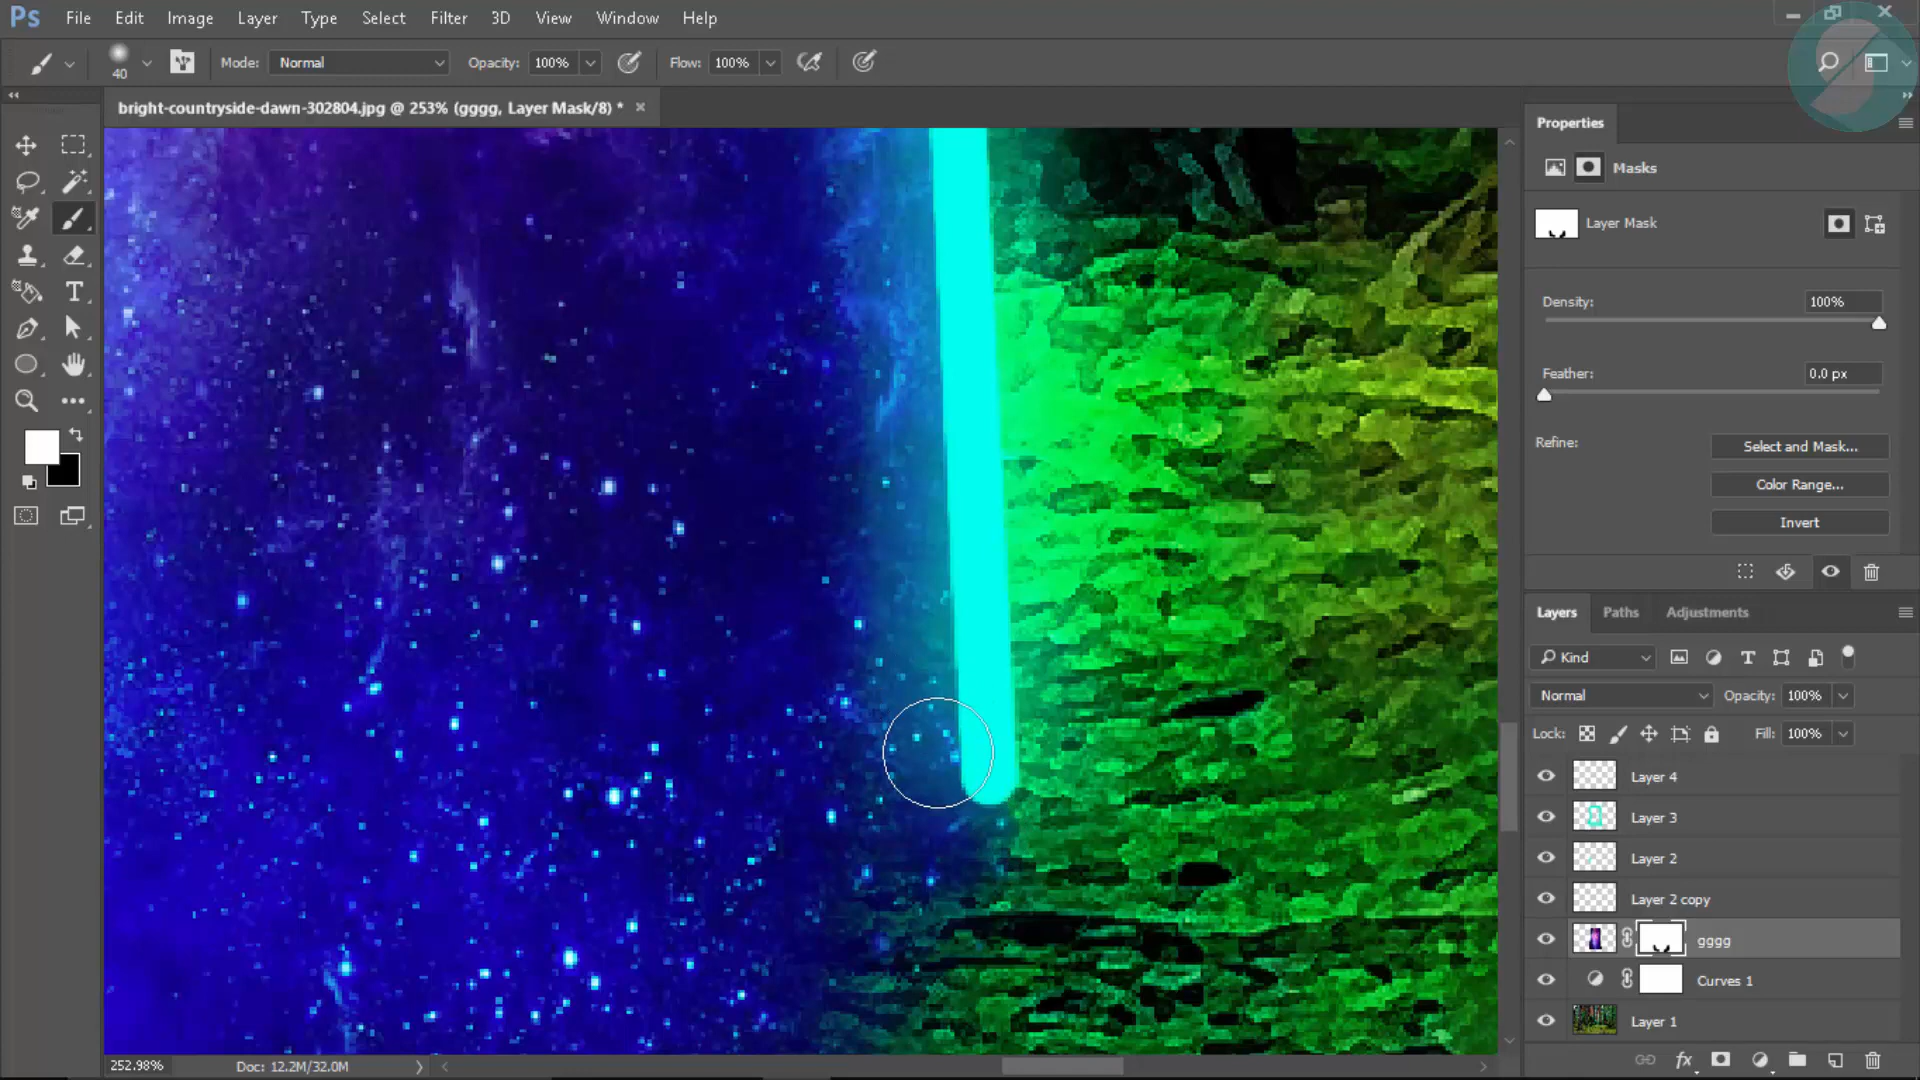 Ps File Edit Image Layer Type Select Filter 3D View Window Help
40 Mode: Normal Opacity: 100% Flow: 100%
bright-countryside-dawn-302804.jpg @ 253% (gggg, Layer Mask/8) *
Properties
Masks
Layer Mask
Density: 100%
Feather: 0.0 px
Refine: Select and Mask...
Color Range...
Invert
Layers Paths Adjustments
Kind
Normal Opacity: 100%
Lock: Fill: 100%
Layer 4
Layer 3
Layer 2
Layer 2 copy
gggg
Curves 1
Layer 1
252.98% Doc: 12.2M/32.0M
fx